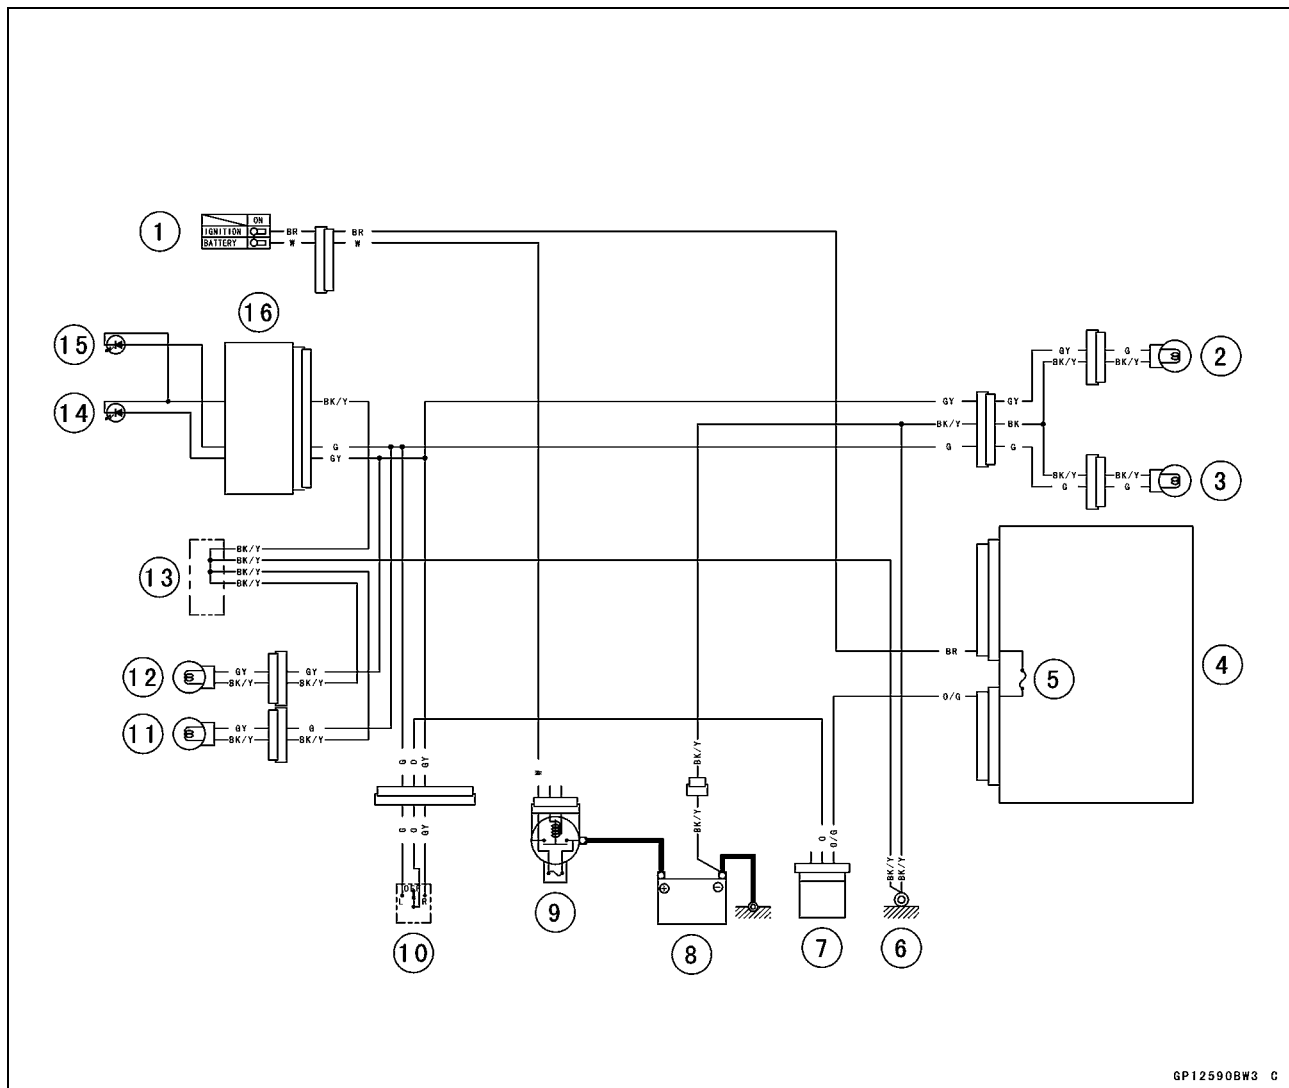 ON
1 IGNITION BR BR
BATTERY W W
16
15
GY G 2
BK/Y BK/Y
14 BK/Y GY GY
BK/Y BK
G G G
GY
BK/Y BK/Y 3
G G
BK/Y
BK/Y
13 BK/Y
BK/Y
BR 4
12 GY GY 5
BK/Y BK/Y
O/G
11 GY G
BK/Y BK/Y
G O GY W BK/Y
G O GY BK/Y O O/G BK/Y BK/Y
L R
9 10 8 7 6
GP12590BW3 C